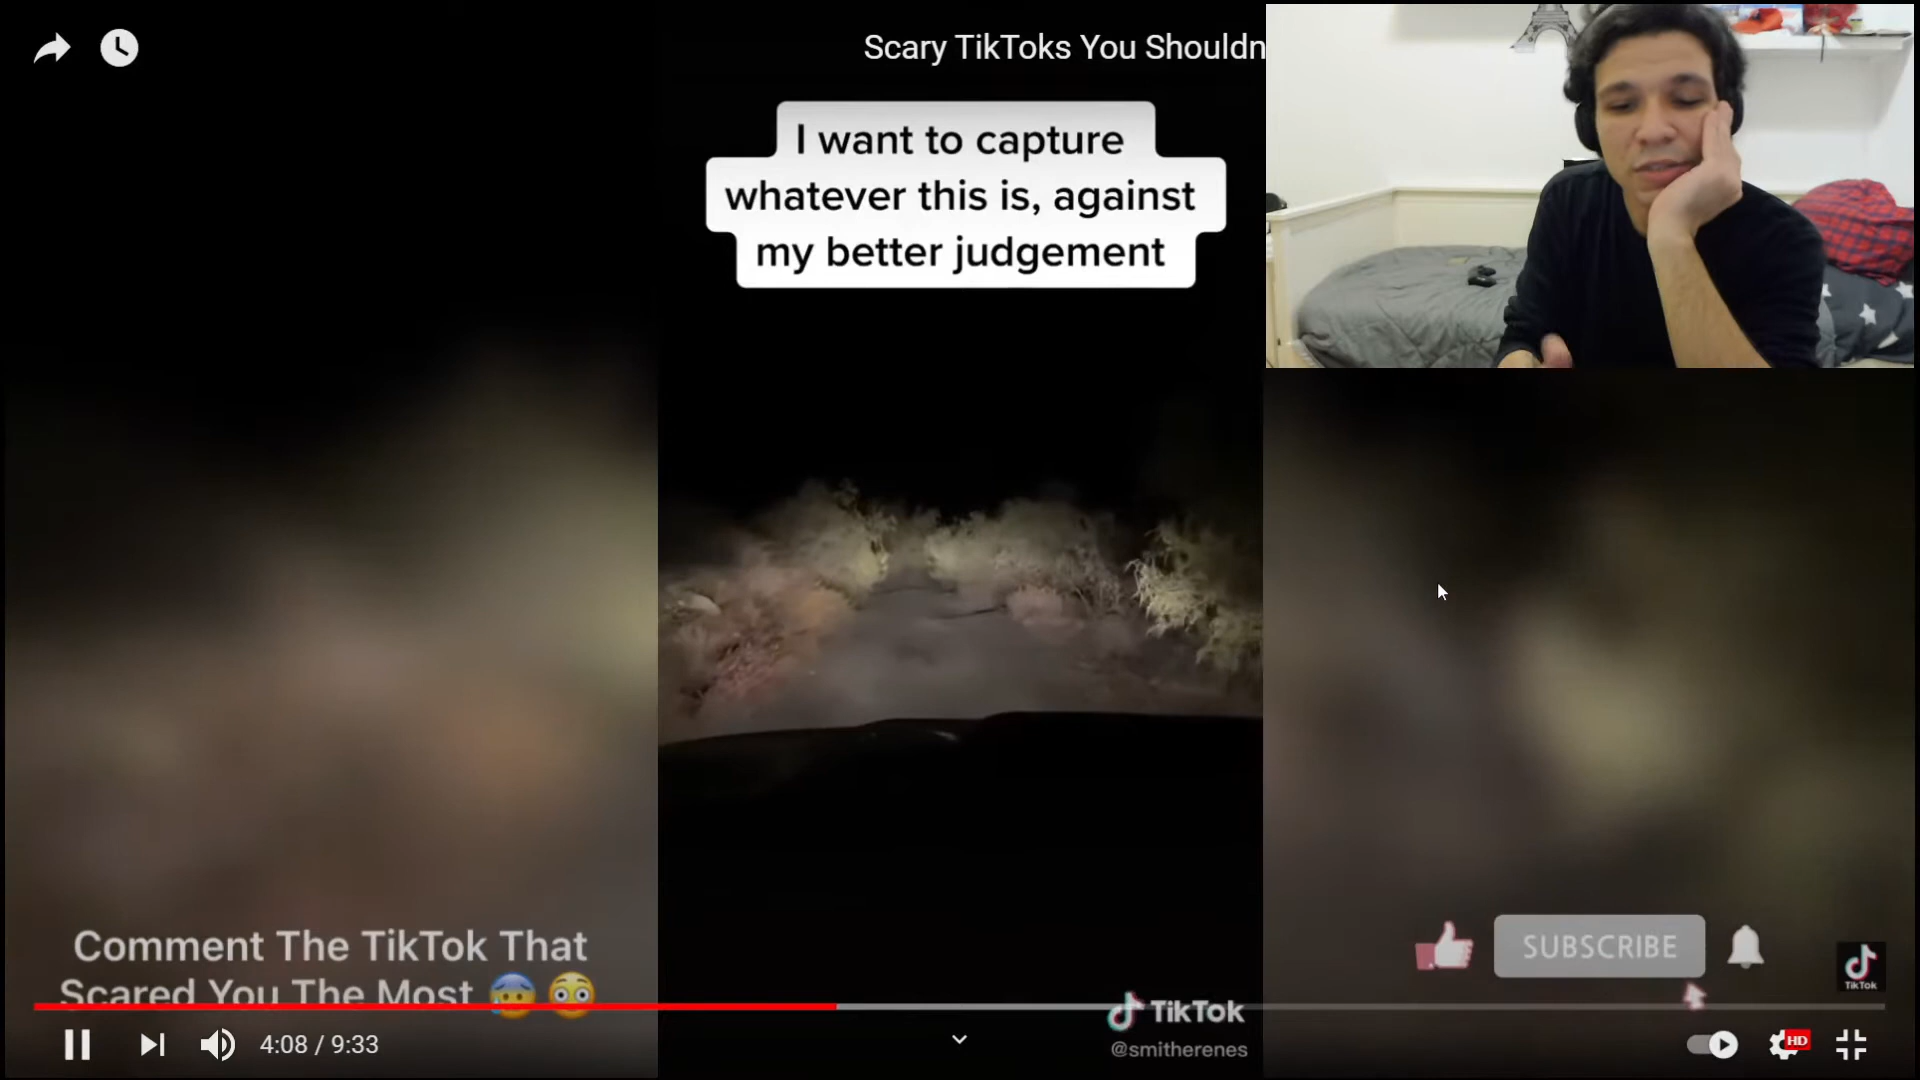 Scary TikToks You Shouldn
I want to capture
whatever this is, against
my better judgement
Comment The TikTok That
Scared You The Most 😰 😳
SUBSCRIBE
TikTok
TikTok
@smitherenes
4:08 / 9:33
HD